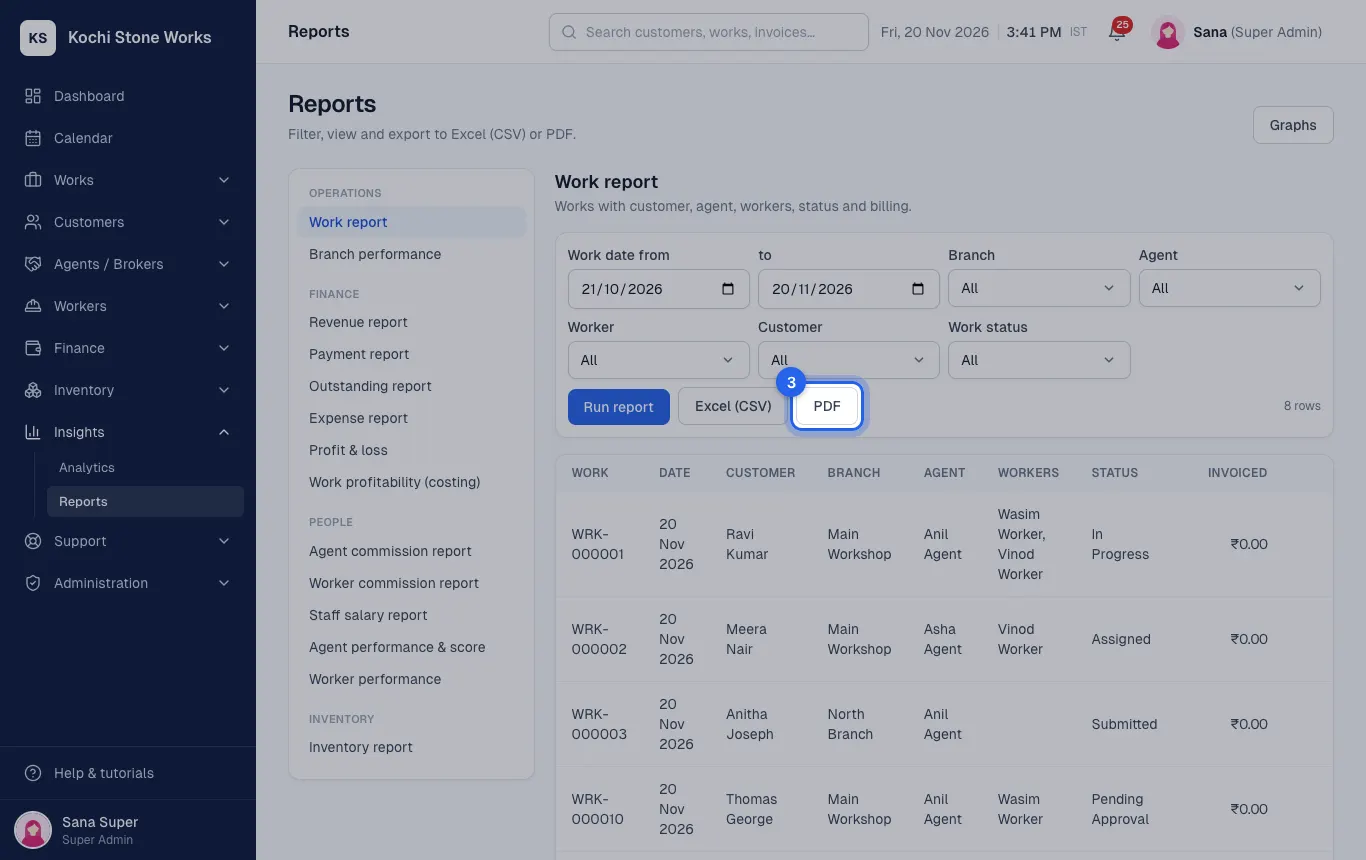 KS
Kochi Stone Works
Dashboard
Calendar
Works
Customers
Agents / Brokers
Workers
Finance
Inventory
Insights
Analytics
Reports
Support
Administration
Help & tutorials
Sana Super
Super Admin
Reports
Search customers, works, invoices...
Fri, 20 Nov 2026
3:41 PM IST
25
Sana (Super Admin)
Reports
Filter, view and export to Excel (CSV) or PDF.
Graphs
OPERATIONS
Work report
Branch performance
FINANCE
Revenue report
Payment report
Outstanding report
Expense report
Profit & loss
Work profitability (costing)
PEOPLE
Agent commission report
Worker commission report
Staff salary report
Agent performance & score
Worker performance
INVENTORY
Inventory report
Work report
Works with customer, agent, workers, status and billing.
Work date from to Branch Agent
21/10/2026 20/11/2026 All All
Worker Customer Work status
All All All
3
Run report Excel (CSV) PDF 8 rows
WORK DATE CUSTOMER BRANCH AGENT WORKERS STATUS INVOICED
WRK-000001 20 Nov 2026 Ravi Kumar Main Workshop Anil Agent Wasim Worker, Vinod Worker In Progress ₹0.00
WRK-000002 20 Nov 2026 Meera Nair Main Workshop Asha Agent Vinod Worker Assigned ₹0.00
WRK-000003 20 Nov 2026 Anitha Joseph North Branch Anil Agent Submitted ₹0.00
WRK-000010 20 Nov 2026 Thomas George Main Workshop Anil Agent Wasim Worker Pending Approval ₹0.00